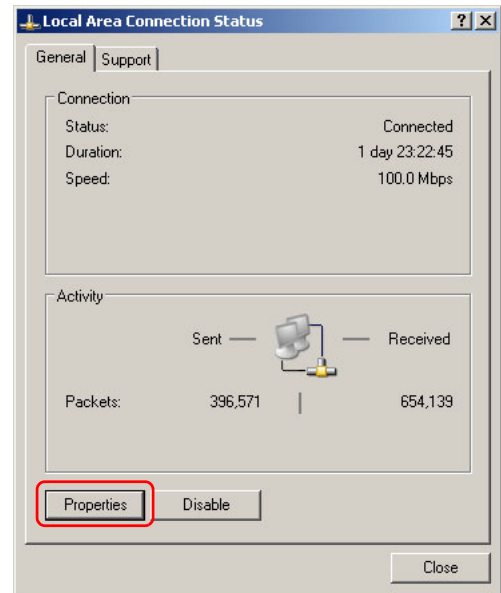 Local Area Connection Status
General Support
Connection
Status: Connected
Duration: 1 day 23:22:45
Speed: 100.0 Mbps
Activity
Sent — — Received
Packets: 396,571 | 654,139
Properties Disable
Close